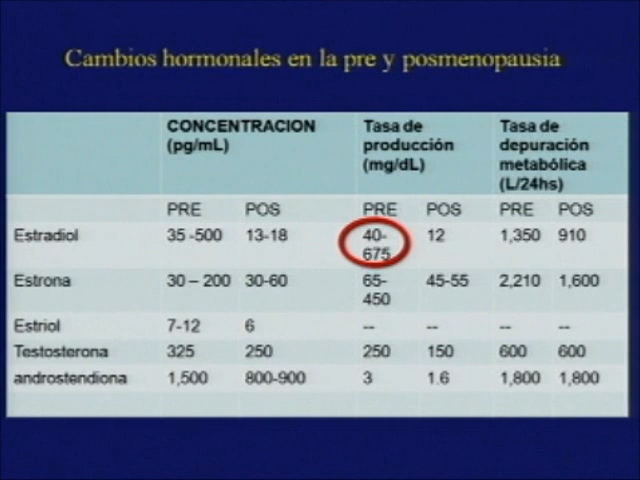 Cambios hormonales en la pre y posmenopausia
CONCENTRACION (pg/mL) Tasa de producción (mg/dL) Tasa de depuración metabólica (L/24hs)
PRE POS PRE POS PRE POS
Estradiol 35 -500 13-18 40-675 12 1,350 910
Estrona 30 – 200 30-60 65-450 45-55 2,210 1,600
Estriol 7-12 6 -- -- -- --
Testosterona 325 250 250 150 600 600
androstendiona 1,500 800-900 3 1.6 1,800 1,800